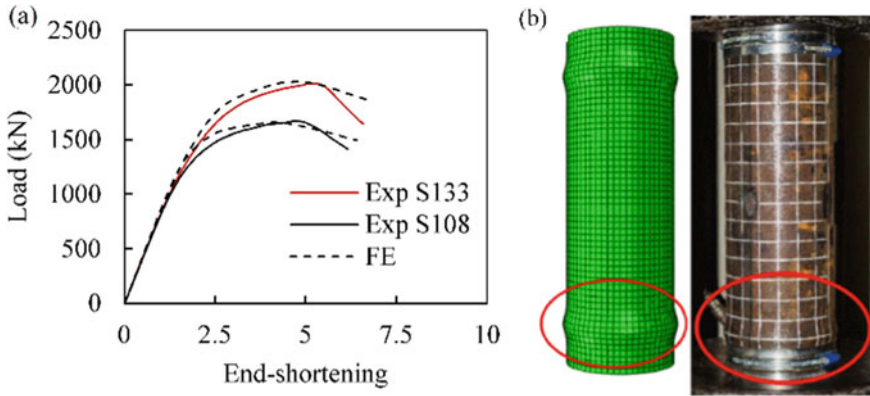 (a)
2500
2000
1500
1000
500
0
Load (kN)
Exp S133
Exp S108
FE
0 2.5 5 7.5 10
End-shortening
(b)